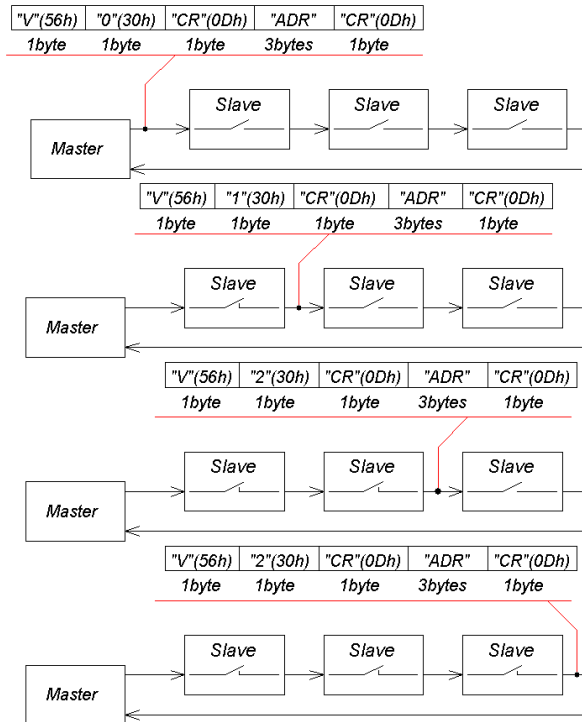 "V"(56h) "0"(30h) "CR"(0Dh) "ADR" "CR"(0Dh)
1byte 1byte 1byte 3bytes 1byte
Slave Slave Slave
Master
"V"(56h) "1"(30h) "CR"(0Dh) "ADR" "CR"(0Dh)
1byte 1byte 1byte 3bytes 1byte
Slave Slave Slave
Master
"V"(56h) "2"(30h) "CR"(0Dh) "ADR" "CR"(0Dh)
1byte 1byte 1byte 3bytes 1byte
Slave Slave Slave
Master
"V"(56h) "2"(30h) "CR"(0Dh) "ADR" "CR"(0Dh)
1byte 1byte 1byte 3bytes 1byte
Slave Slave Slave
Master